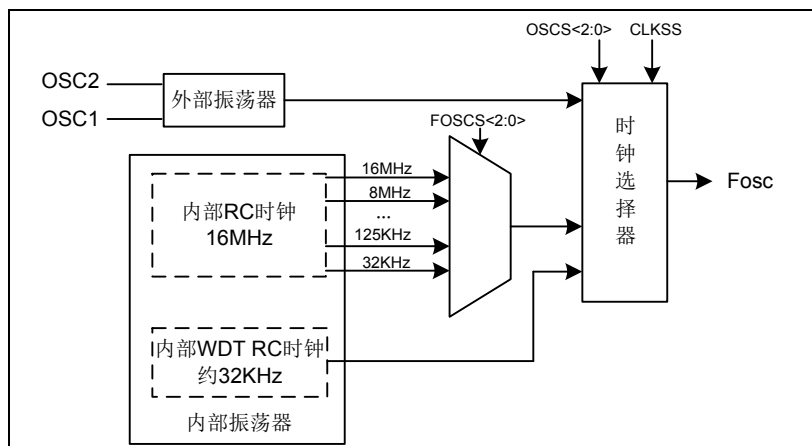 OSCS<2:0>
CLKSS
OSC2
OSC1
外部振荡器
FOSCS<2:0>
时钟选择器
Fosc
内部RC时钟
16MHz
16MHz
8MHz
...
125KHz
32KHz
内部WDT RC时钟
约32KHz
内部振荡器